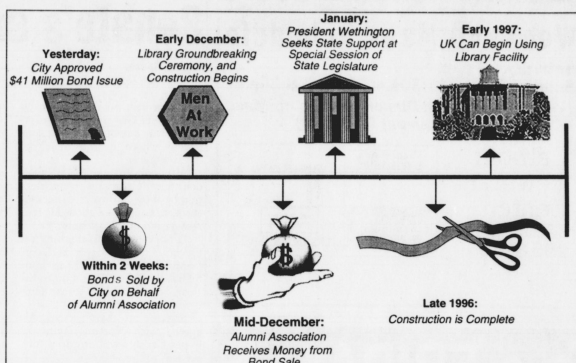 Yesterday:
City Approved
$41 Million Bond Issue
Early December:
Library Groundbreaking
Ceremony, and
Construction Begins
Men
At
Work
January:
President Wethington
Seeks State Support at
Special Session of
State Legislature
Early 1997:
UK Can Begin Using
Library Facility
$
Within 2 Weeks:
Bonds Sold by
City on Behalf
of Alumni Association
$
Mid-December:
Alumni Association
Receives Money from
Bond Sale
Late 1996:
Construction is Complete